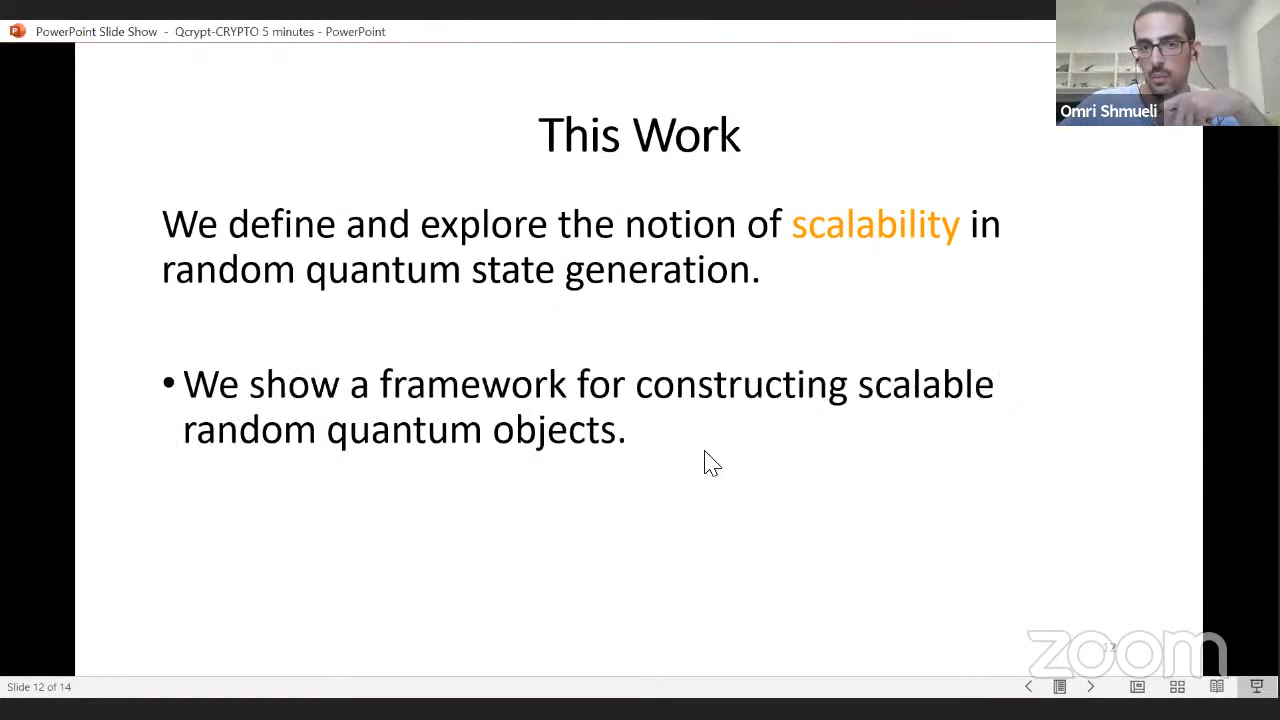 PowerPoint Slide Show - Qcrypt-CRYPTO 5 minutes - PowerPoint
Omri Shmueli
This Work
We define and explore the notion of scalability in
random quantum state generation.
• We show a framework for constructing scalable
random quantum objects.
12
zoom
Slide 12 of 14